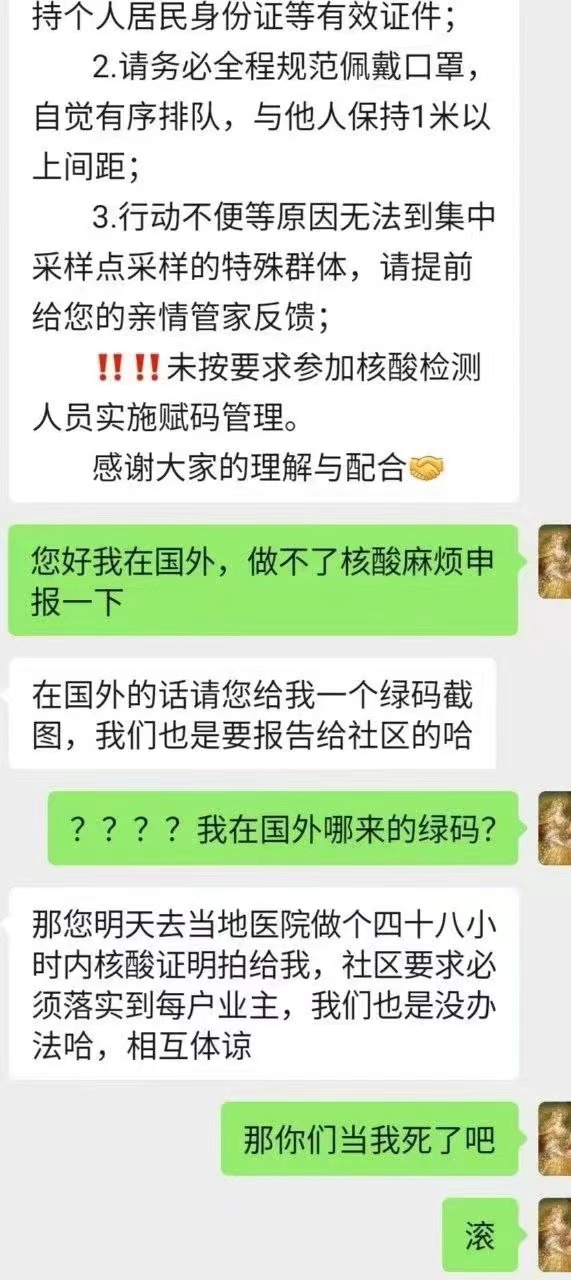 持个人居民身份证等有效证件；
2.请务必全程规范佩戴口罩，
自觉有序排队，与他人保持1米以
上间距；
3.行动不便等原因无法到集中
采样点采样的特殊群体，请提前
给您的亲情管家反馈；
‼️‼️未按要求参加核酸检测
人员实施赋码管理。
感谢大家的理解与配合🤝
您好我在国外，做不了核酸麻烦申
报一下
在国外的话请您给我一个绿码截
图，我们也是要报告给社区的哈
？？？？我在国外哪来的绿码？
那您明天去当地医院做个四十八小
时内核酸证明拍给我，社区要求必
须落实到每户业主，我们也是没办
法哈，相互体谅
那你们当我死了吧
滚